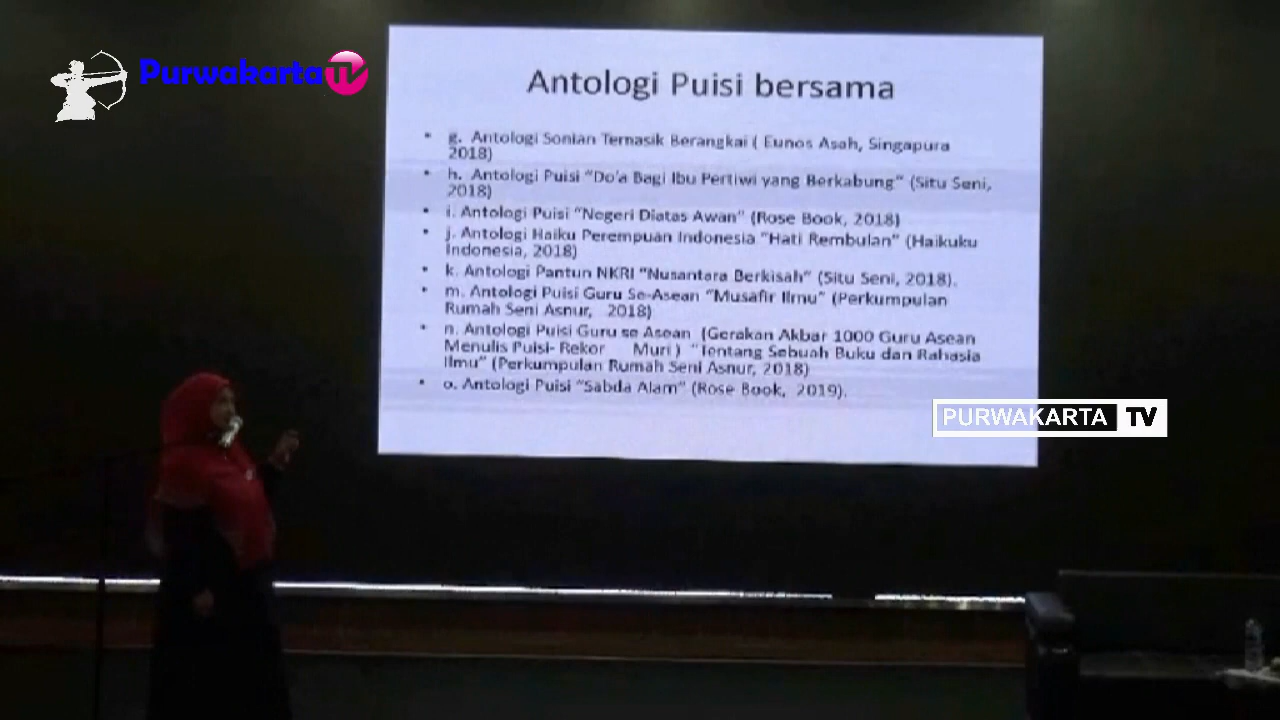 PurwakartaTV
Antologi Puisi bersama
• g. Antologi Sonian Temasik Berangkai ( Eunos Asah, Singapura
2018)
• h. Antologi Puisi "Do'a Bagi Ibu Pertiwi yang Berkabung" (Situ Seni,
2018)
• i. Antologi Puisi "Negeri Diatas Awan" (Rose Book, 2018)
• j. Antologi Haiku Perempuan Indonesia "Hati Rembulan" (Haikuku
Indonesia, 2018)
• k. Antologi Pantun NKRI "Nusantara Berkisah" (Situ Seni, 2018).
• m. Antologi Puisi Guru Se-Asean "Musafir Ilmu" (Perkumpulan
Rumah Seni Asnur, 2018)
• n. Antologi Puisi Guru se Asean (Gerakan Akbar 1000 Guru Asean
Menulis Puisi- Rekor Muri ) "Tentang Sebuah Buku dan Rahasia
Ilmu" (Perkumpulan Rumah Seni Asnur, 2018)
• o. Antologi Puisi "Sabda Alam" (Rose Book, 2019).
PURWAKARTA TV